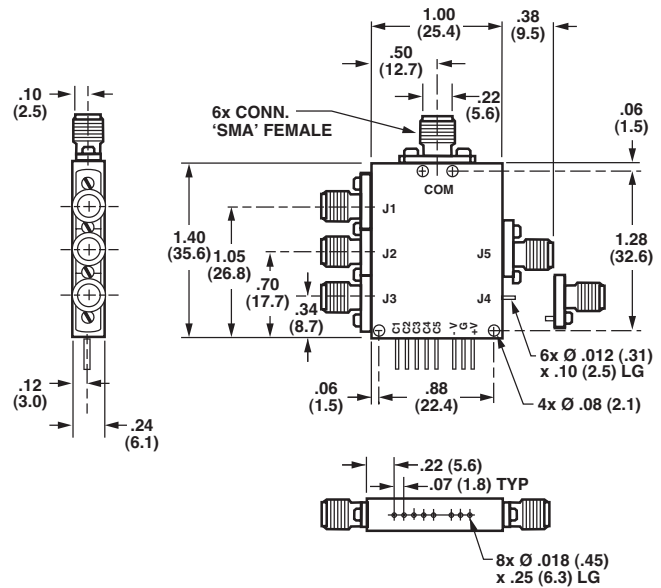 1.00
(25.4)
.38
(9.5)
.50
(12.7)
.10
(2.5)
6x CONN.
'SMA' FEMALE
.22
(5.6)
.06
(1.5)
COM
J1
1.40
(35.6)
1.05
(26.8)
J2
J5
1.28
(32.6)
.70
(17.7)
J3
J4
.34
(8.7)
C1
C2
C3
C4
C5
-V
G
+V
6x Ø .012 (.31)
x .10 (2.5) LG
.12
(3.0)
.06
(1.5)
.88
(22.4)
4x Ø .08 (2.1)
.24
(6.1)
.22 (5.6)
.07 (1.8) TYP
8x Ø .018 (.45)
x .25 (6.3) LG